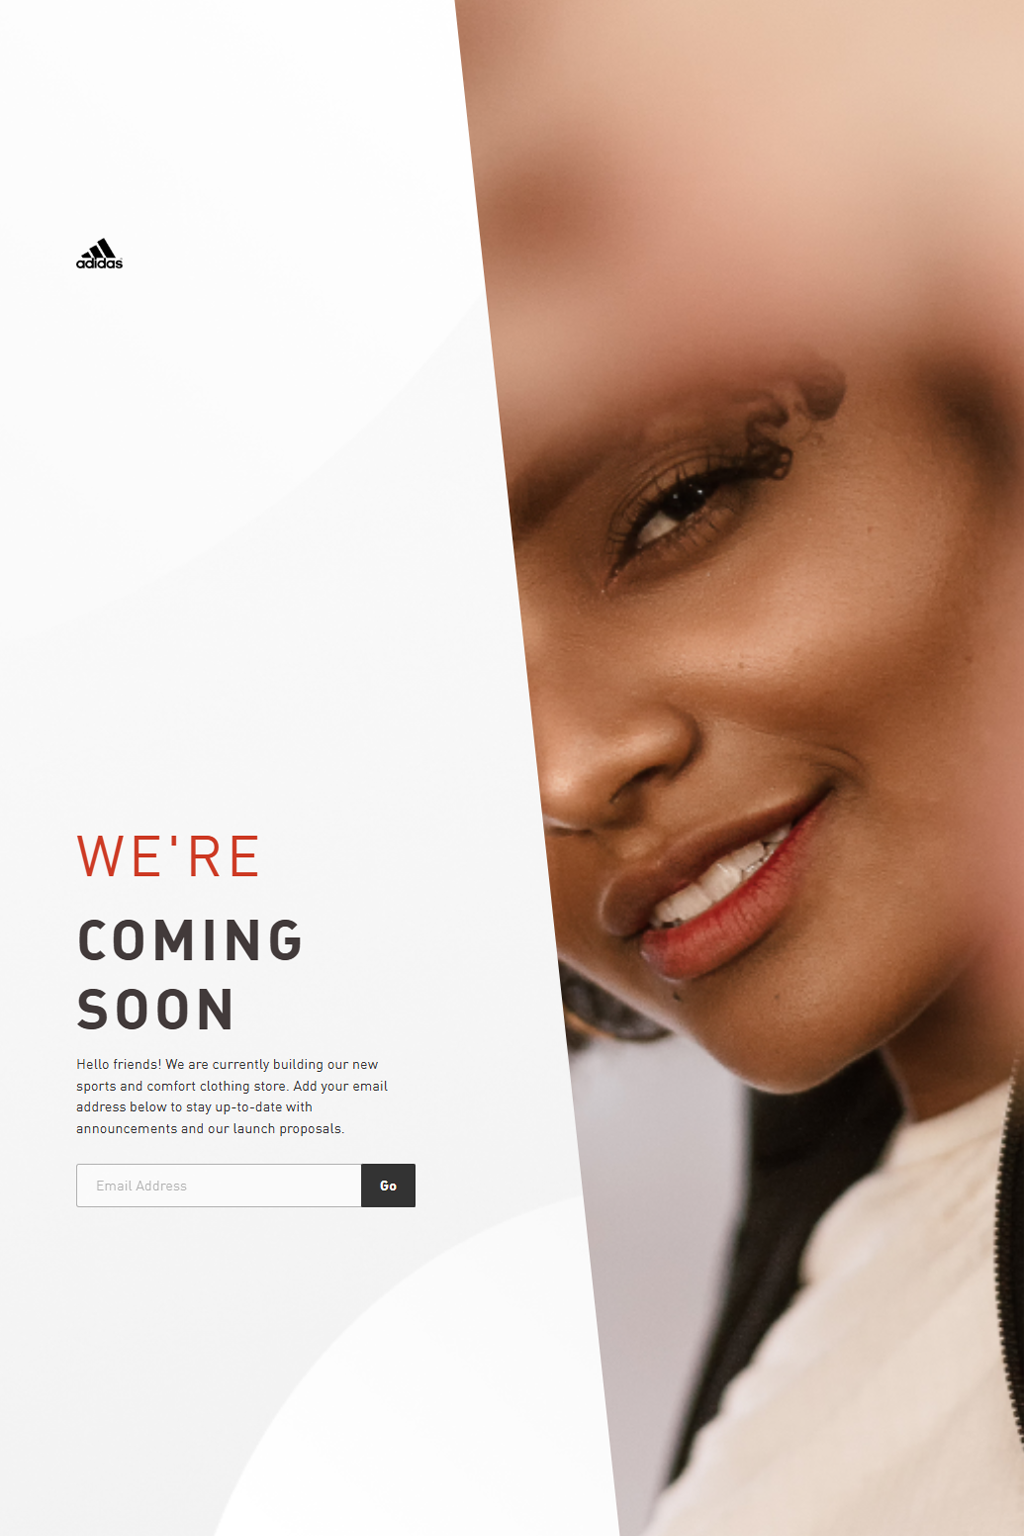 adidas
WE'RE
COMING
SOON
Hello friends! We are currently building our new
sports and comfort clothing store. Add your email
address below to stay up-to-date with
announcements and our launch proposals.
Email Address
Go